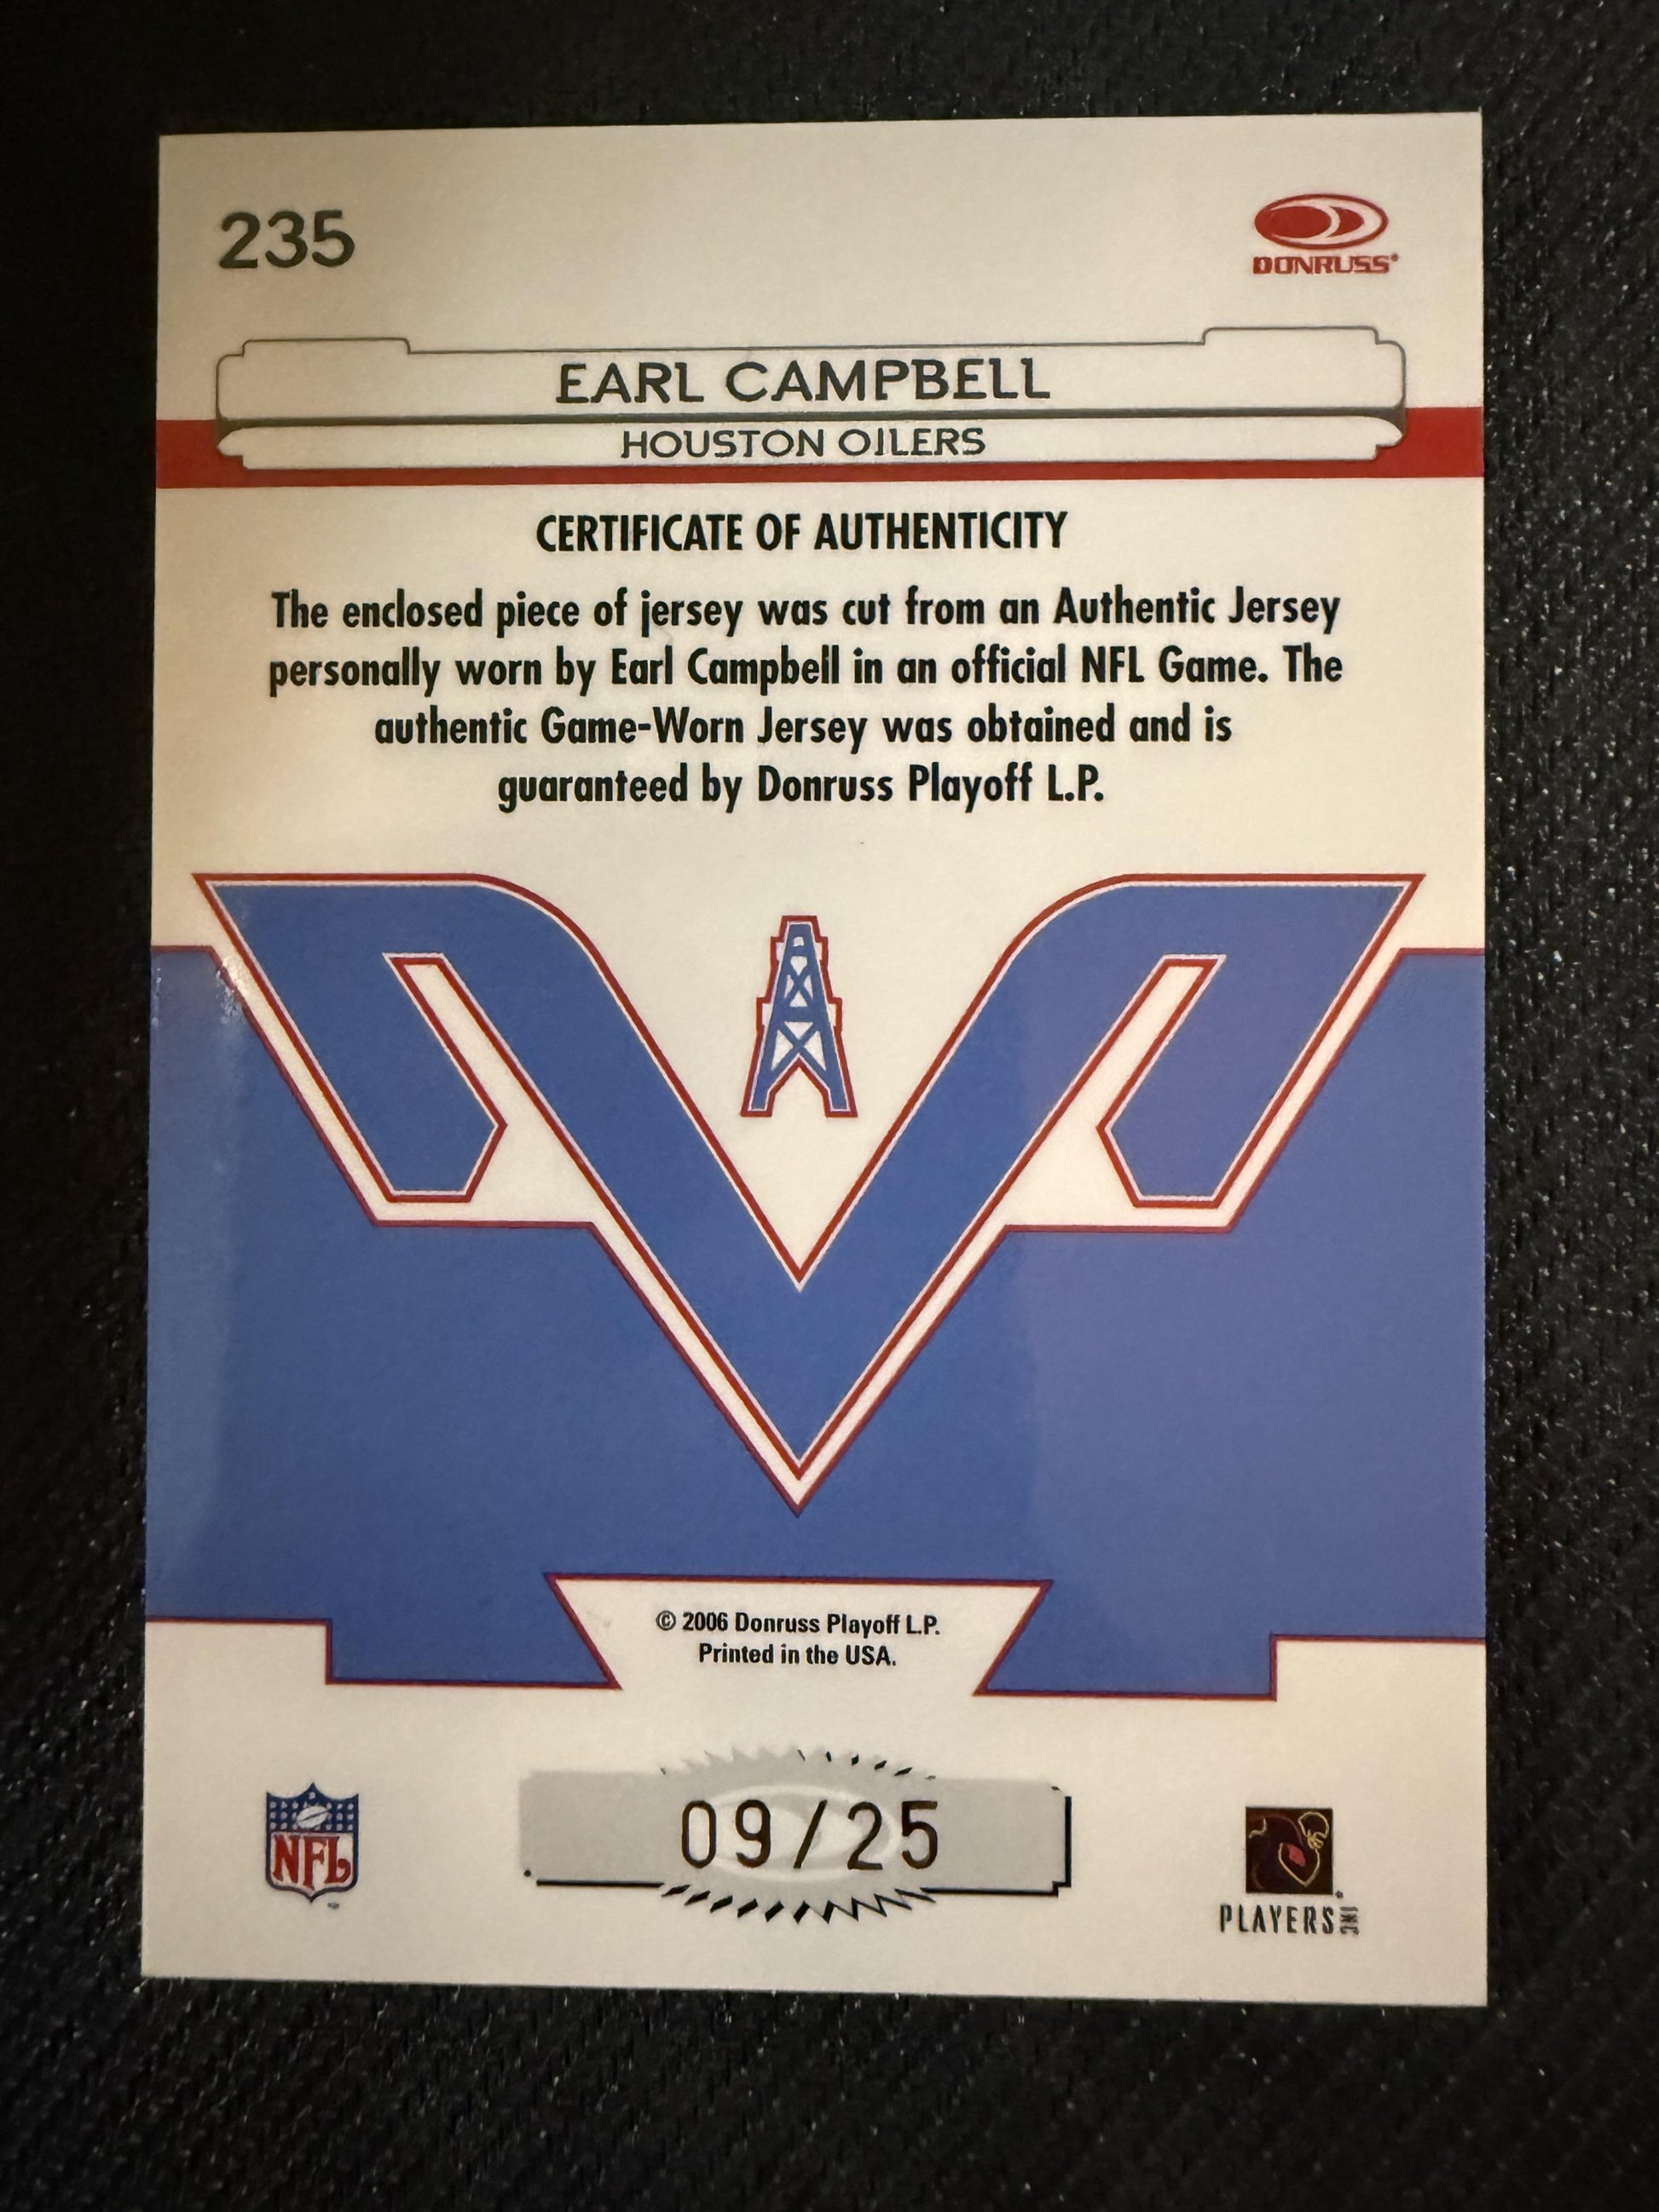 235
DONRUSS®
EARL CAMPBELL
HOUSTON OILERS
CERTIFICATE OF AUTHENTICITY
The enclosed piece of jersey was cut from an Authentic Jersey
personally worn by Earl Campbell in an official NFL Game. The
authentic Game-Worn Jersey was obtained and is
guaranteed by Donruss Playoff L.P.
© 2006 Donruss Playoff L.P.
Printed in the USA.
NFL
09/25
PLAYERS INC